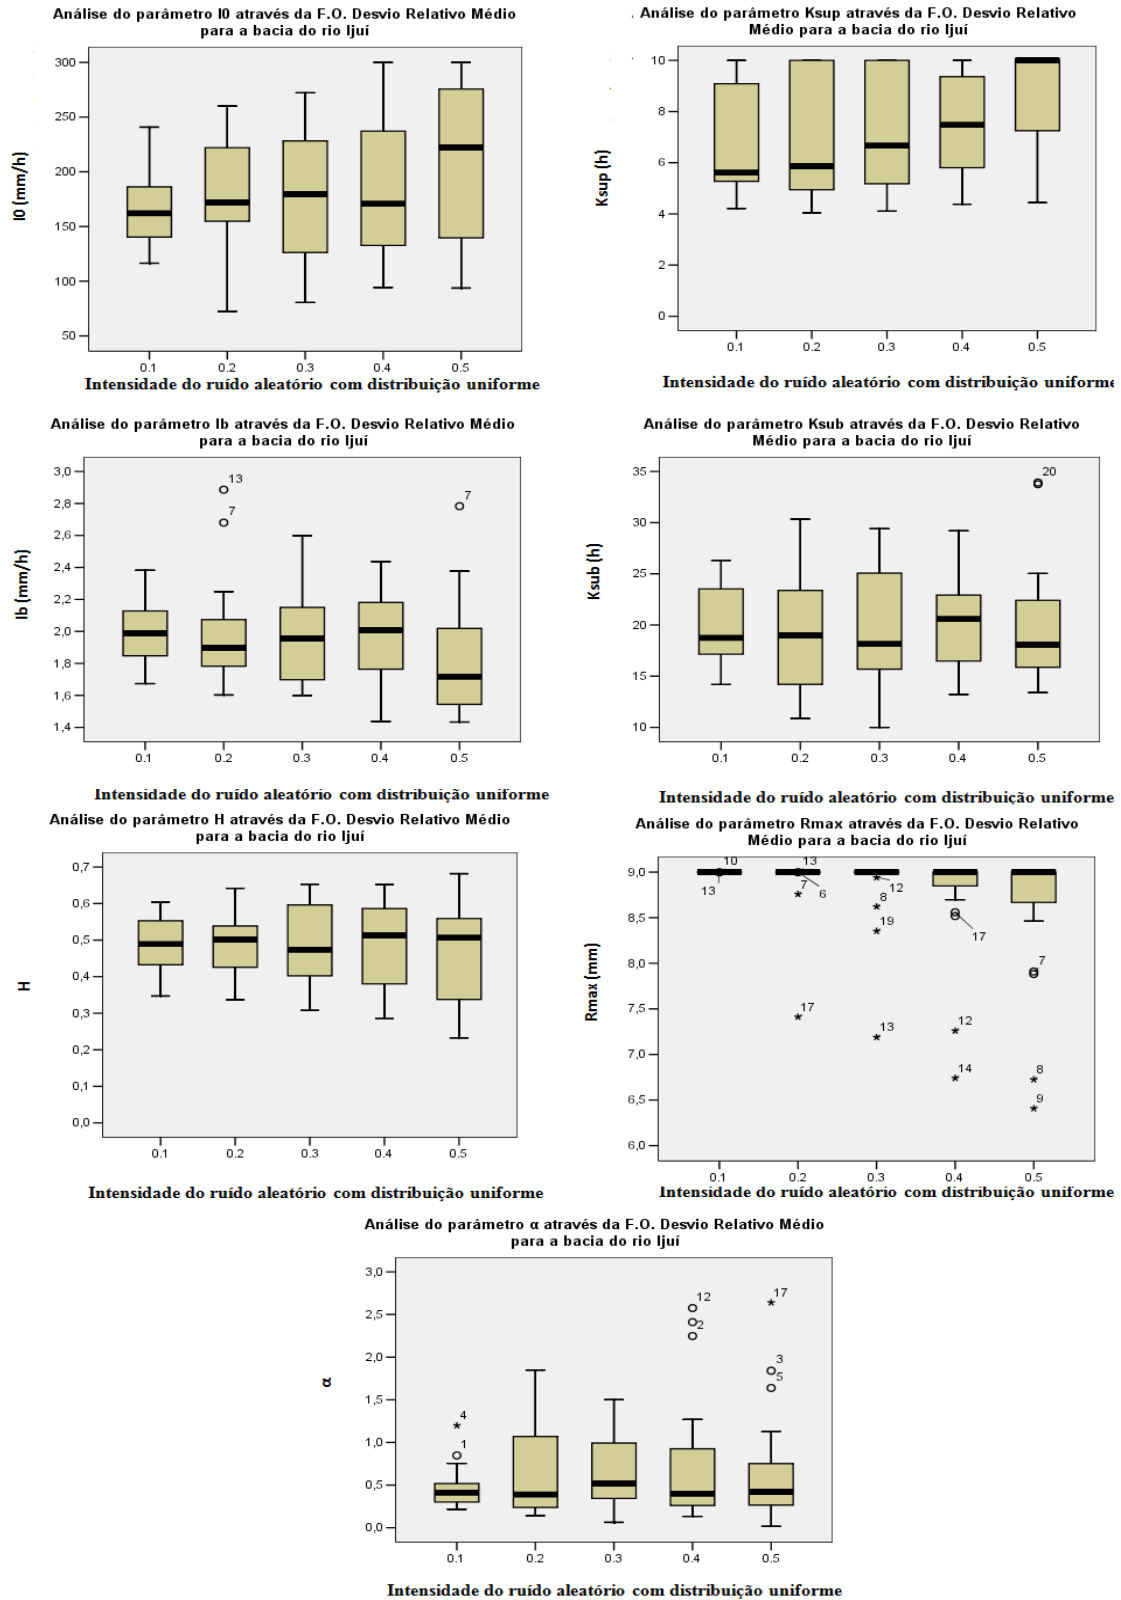 Análise do parâmetro I0 através da F.O. Desvio Relativo Médio
para a bacia do rio Ijuí
I0 (mm/h)
300
250
200
150
100
50
0.1 0.2 0.3 0.4 0.5
Intensidade do ruído aleatório com distribuição uniforme
Análise do parâmetro Ksup através da F.O. Desvio Relativo
Médio para a bacia do rio Ijuí
Ksup (h)
10
8
6
4
2
0
0.1 0.2 0.3 0.4 0.5
Intensidade do ruído aleatório com distribuição uniforme
Análise do parâmetro Ib através da F.O. Desvio Relativo Médio
para a bacia do rio Ijuí
Ib (mm/h)
3,0
2,8
2,6
2,4
2,2
2,0
1,8
1,6
1,4
13
7
7
0.1 0.2 0.3 0.4 0.5
Intensidade do ruído aleatório com distribuição uniforme
Análise do parâmetro Ksub através da F.O. Desvio Relativo
Médio para a bacia do rio Ijuí
Ksub (h)
35
30
25
20
15
10
20
0.1 0.2 0.3 0.4 0.5
Intensidade do ruído aleatório com distribuição uniforme
Análise do parâmetro H através da F.O. Desvio Relativo Médio
para a bacia do rio Ijuí
H
0,7
0,6
0,5
0,4
0,3
0,2
0,1
0,0
0.1 0.2 0.3 0.4 0.5
Intensidade do ruído aleatório com distribuição uniforme
Análise do parâmetro Rmax através da F.O. Desvio Relativo
Médio para a bacia do rio Ijuí
Rmax (mm)
9,0
8,5
8,0
7,5
7,0
6,5
6,0
10
13
13
7
6
17
12
8
19
13
17
12
14
7
8
9
0.1 0.2 0.3 0.4 0.5
Intensidade do ruído aleatório com distribuição uniforme
Análise do parâmetro α através da F.O. Desvio Relativo Médio
para a bacia do rio Ijuí
α
3,0
2,5
2,0
1,5
1,0
0,5
0,0
4
1
12
2
17
3
5
0.1 0.2 0.3 0.4 0.5
Intensidade do ruído aleatório com distribuição uniforme